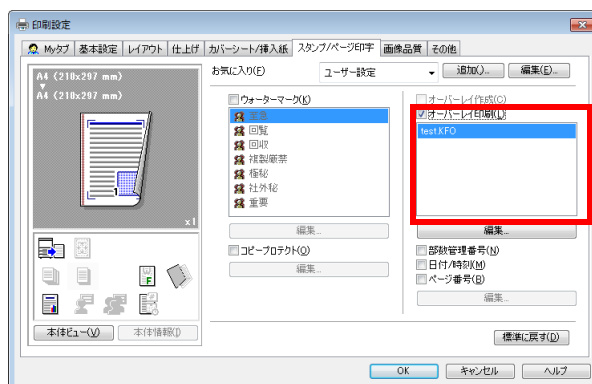 印刷設定
Myタブ 基本設定 レイアウト 仕上げ カバーシート/挿入紙 スタンプ/ページ印字 画像品質 その他
A4 (210x297 mm)
A4 (210x297 mm)
1
x1
F
本体ビュー(V) 本体情報(I)
お気に入り(F) ユーザー設定 追加(.)... 編集(E)...
ウォーターマーク(K)
回覧
回収
複製厳禁
極秘
社外秘
重要
編集...
コピープロテクト(O)
編集...
オーバーレイ作成(C)
オーバーレイ印刷(L)
test.KFO
編集...
部数管理番号(N)
日付/時刻(M)
ページ番号(B)
編集...
標準に戻す(D)
OK キャンセル ヘルプ